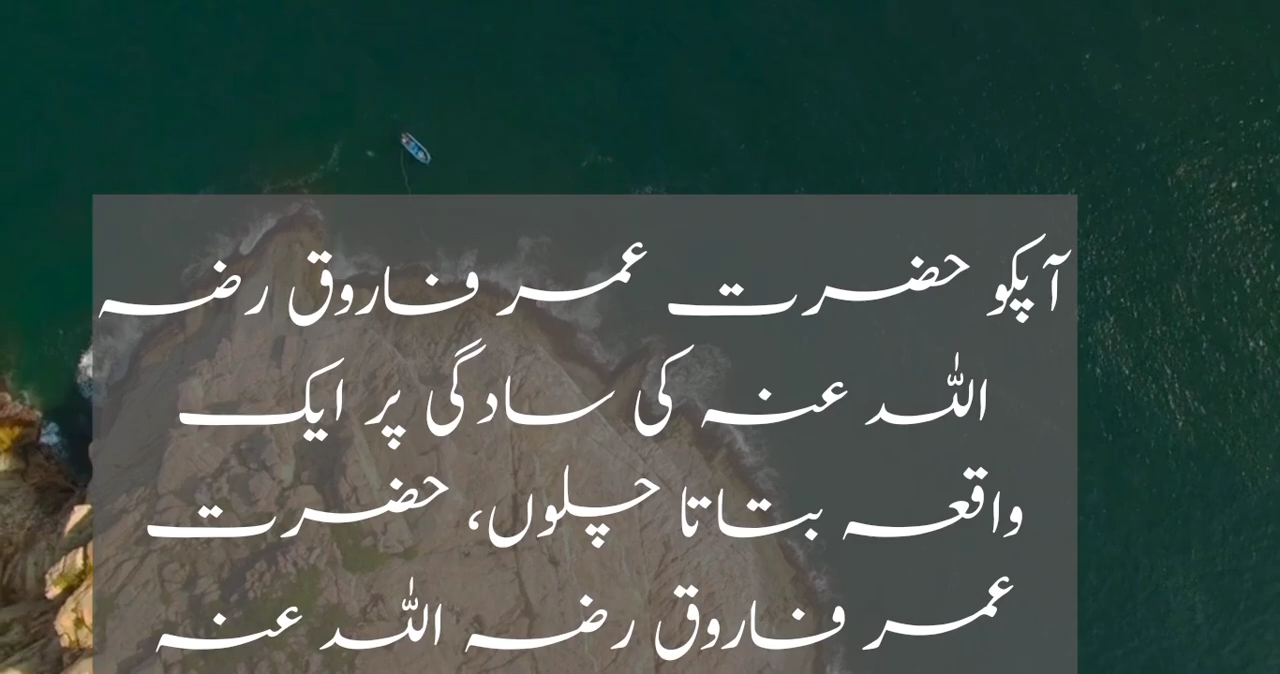 آپکو حضرت عمر فاروق رضہ
اللہ عنہ کی سادگی پر ایک
واقعہ بتاتا چلوں، حضرت
عمر فاروق رضہ اللہ عنہ